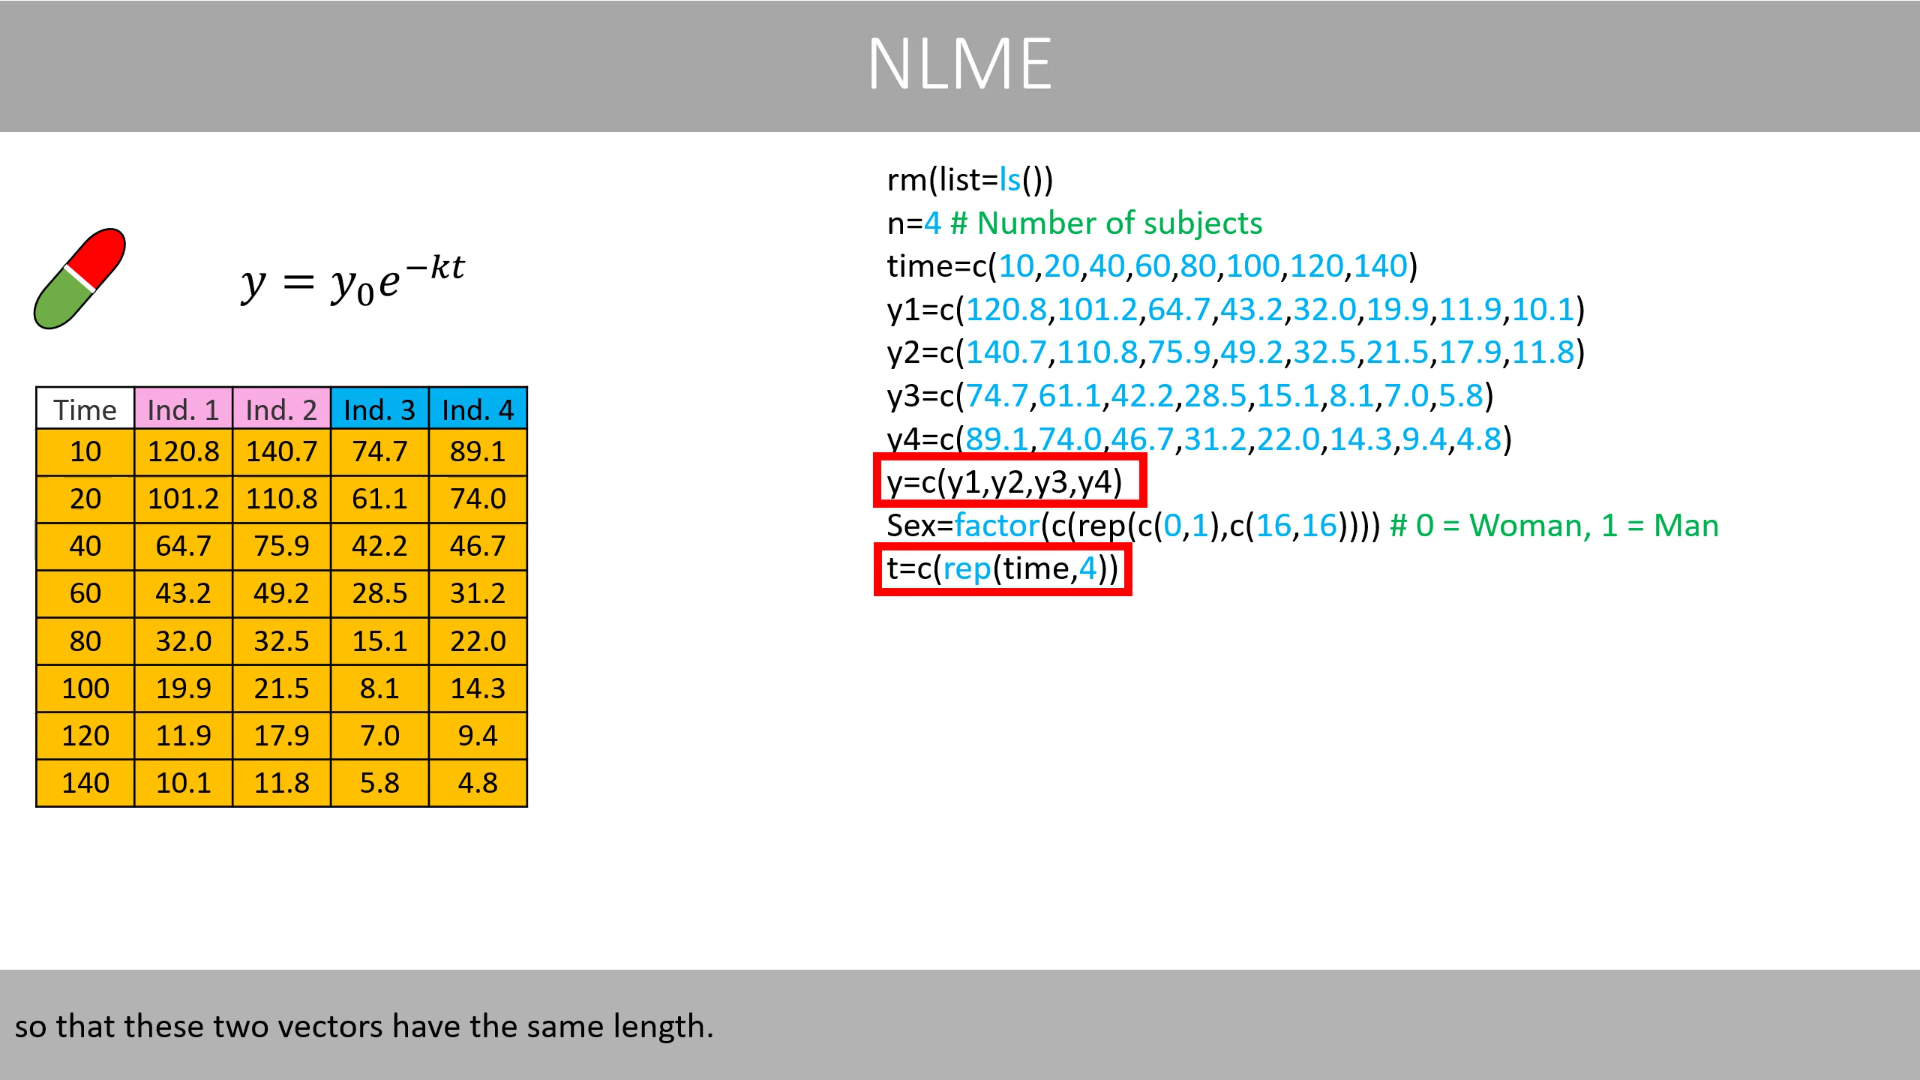 NLME
y = y₀e^{−kt}
Time Ind. 1 Ind. 2 Ind. 3 Ind. 4
10 120.8 140.7 74.7 89.1
20 101.2 110.8 61.1 74.0
40 64.7 75.9 42.2 46.7
60 43.2 49.2 28.5 31.2
80 32.0 32.5 15.1 22.0
100 19.9 21.5 8.1 14.3
120 11.9 17.9 7.0 9.4
140 10.1 11.8 5.8 4.8
rm(list=ls())
n=4 # Number of subjects
time=c(10,20,40,60,80,100,120,140)
y1=c(120.8,101.2,64.7,43.2,32.0,19.9,11.9,10.1)
y2=c(140.7,110.8,75.9,49.2,32.5,21.5,17.9,11.8)
y3=c(74.7,61.1,42.2,28.5,15.1,8.1,7.0,5.8)
y4=c(89.1,74.0,46.7,31.2,22.0,14.3,9.4,4.8)
y=c(y1,y2,y3,y4)
Sex=factor(c(rep(c(0,1),c(16,16)))) # 0 = Woman, 1 = Man
t=c(rep(time,4))
so that these two vectors have the same length.